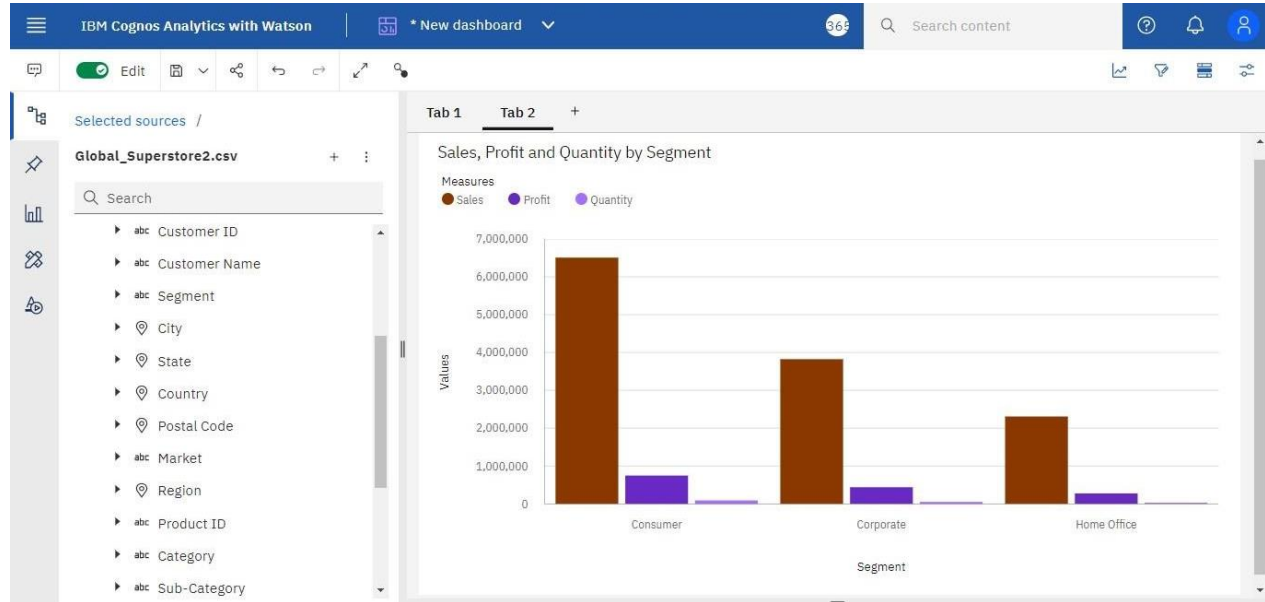 IBM Cognos Analytics with Watson
* New dashboard
365
Search content
Edit
Selected sources /
Global_Superstore2.csv
Search
abc Customer ID
abc Customer Name
abc Segment
City
State
Country
Postal Code
abc Market
Region
abc Product ID
abc Category
abc Sub-Category
Tab 1 Tab 2 +
Sales, Profit and Quantity by Segment
Measures
Sales Profit Quantity
7,000,000
6,000,000
5,000,000
4,000,000
3,000,000
2,000,000
1,000,000
0
Values
Consumer Corporate Home Office
Segment